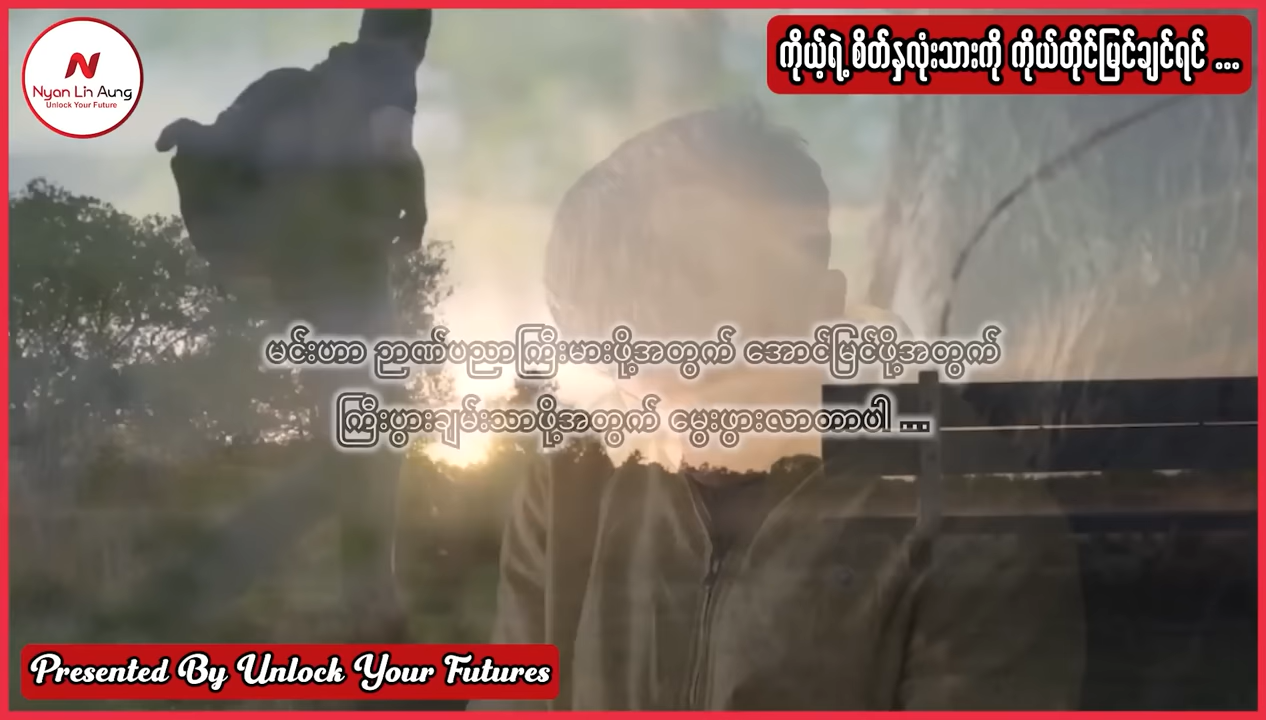 Nyan Lin Aung
Unlock Your Future
ကိုယ့်ရဲ့ စိတ်နှလုံးသားကို ကိုယ်တိုင်မြင်ချင်ရင် ...
မင်းဟာ ဉာဏ်ပညာကြီးမားဖို့အတွက် အောင်မြင်ဖို့အတွက်
ကြီးပွားချမ်းသာဖို့အတွက် မွေးဖွားလာတာပါ ...
Presented By Unlock Your Futures